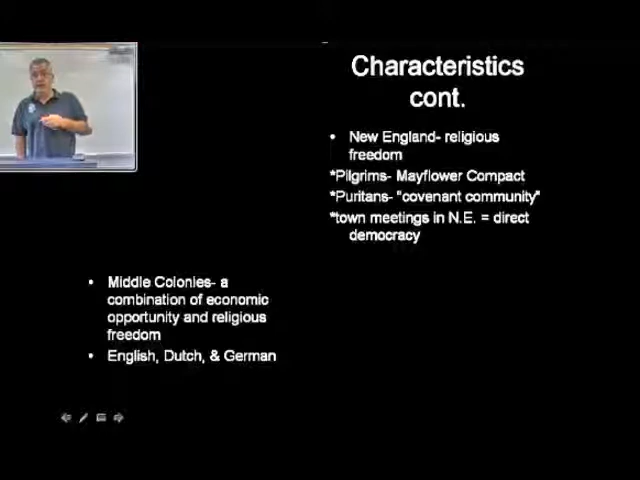 Characteristics
cont.
• New England- religious
freedom
*Pilgrims- Mayflower Compact
*Puritans- “covenant community”
*town meetings in N.E. = direct
democracy
• Middle Colonies- a
combination of economic
opportunity and religious
freedom
• English, Dutch, & German